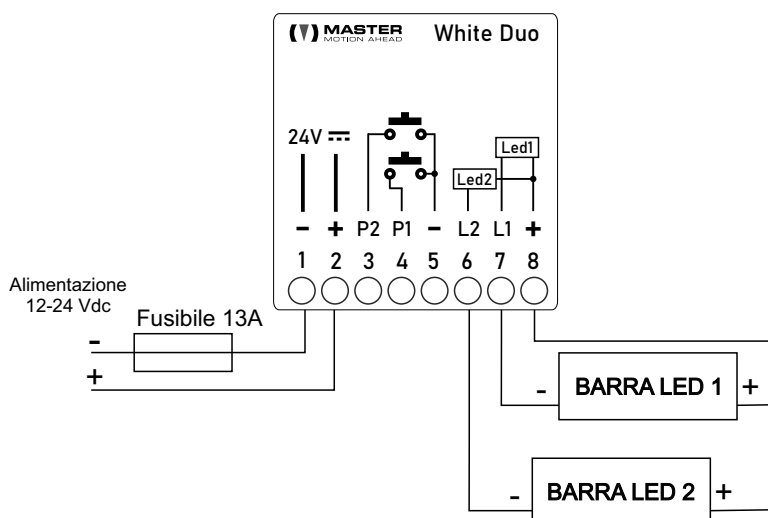 MASTER White Duo
MOTION AHEAD
24V
Led1
Led2
- + P2 P1 - L2 L1 +
1 2 3 4 5 6 7 8
Alimentazione
12-24 Vdc
Fusibile 13A
-
+
- BARRA LED 1 +
- BARRA LED 2 +